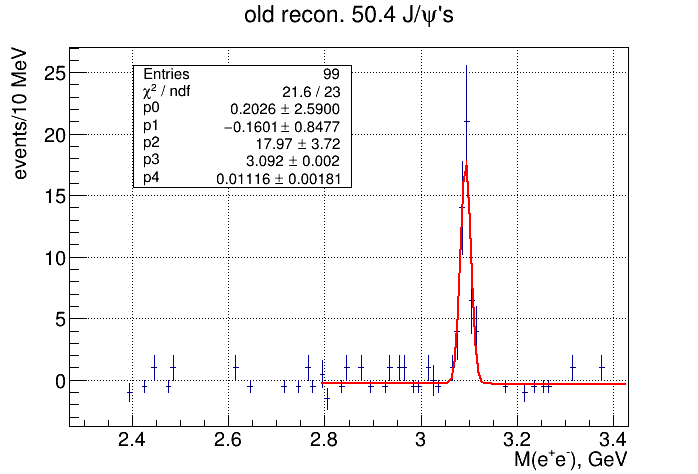 old recon. 50.4 J/ψ's
events/10 MeV
Entries 99
χ² / ndf 21.6 / 23
p0 0.2026 ± 2.5900
p1 −0.1601 ± 0.8477
p2 17.97 ± 3.72
p3 3.092 ± 0.002
p4 0.01116 ± 0.00181
25
20
15
10
5
0
2.4 2.6 2.8 3 3.2 3.4
M(e⁺e⁻), GeV